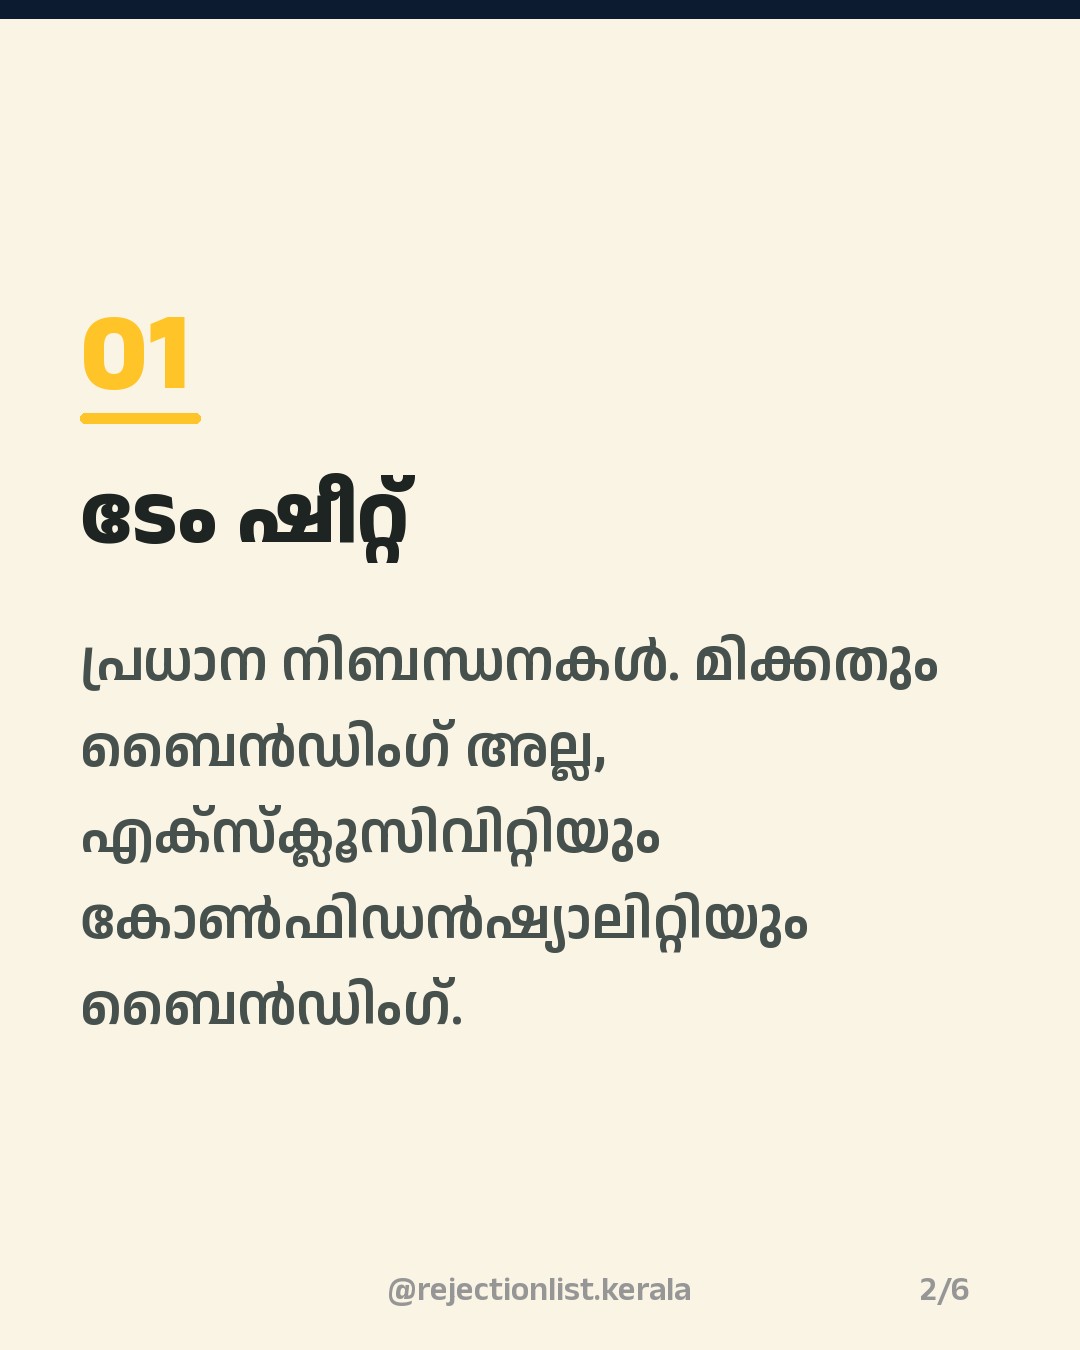 01
ടേം ഷീറ്റ്
പ്രധാന നിബന്ധനകൾ. മിക്കതും
ബൈൻഡിംഗ് അല്ല,
എക്സ്ക്ലൂസിവിറ്റിയും
കോൺഫിഡൻഷ്യാലിറ്റിയും
ബൈൻഡിംഗ്.
@rejectionlist.kerala
2/6